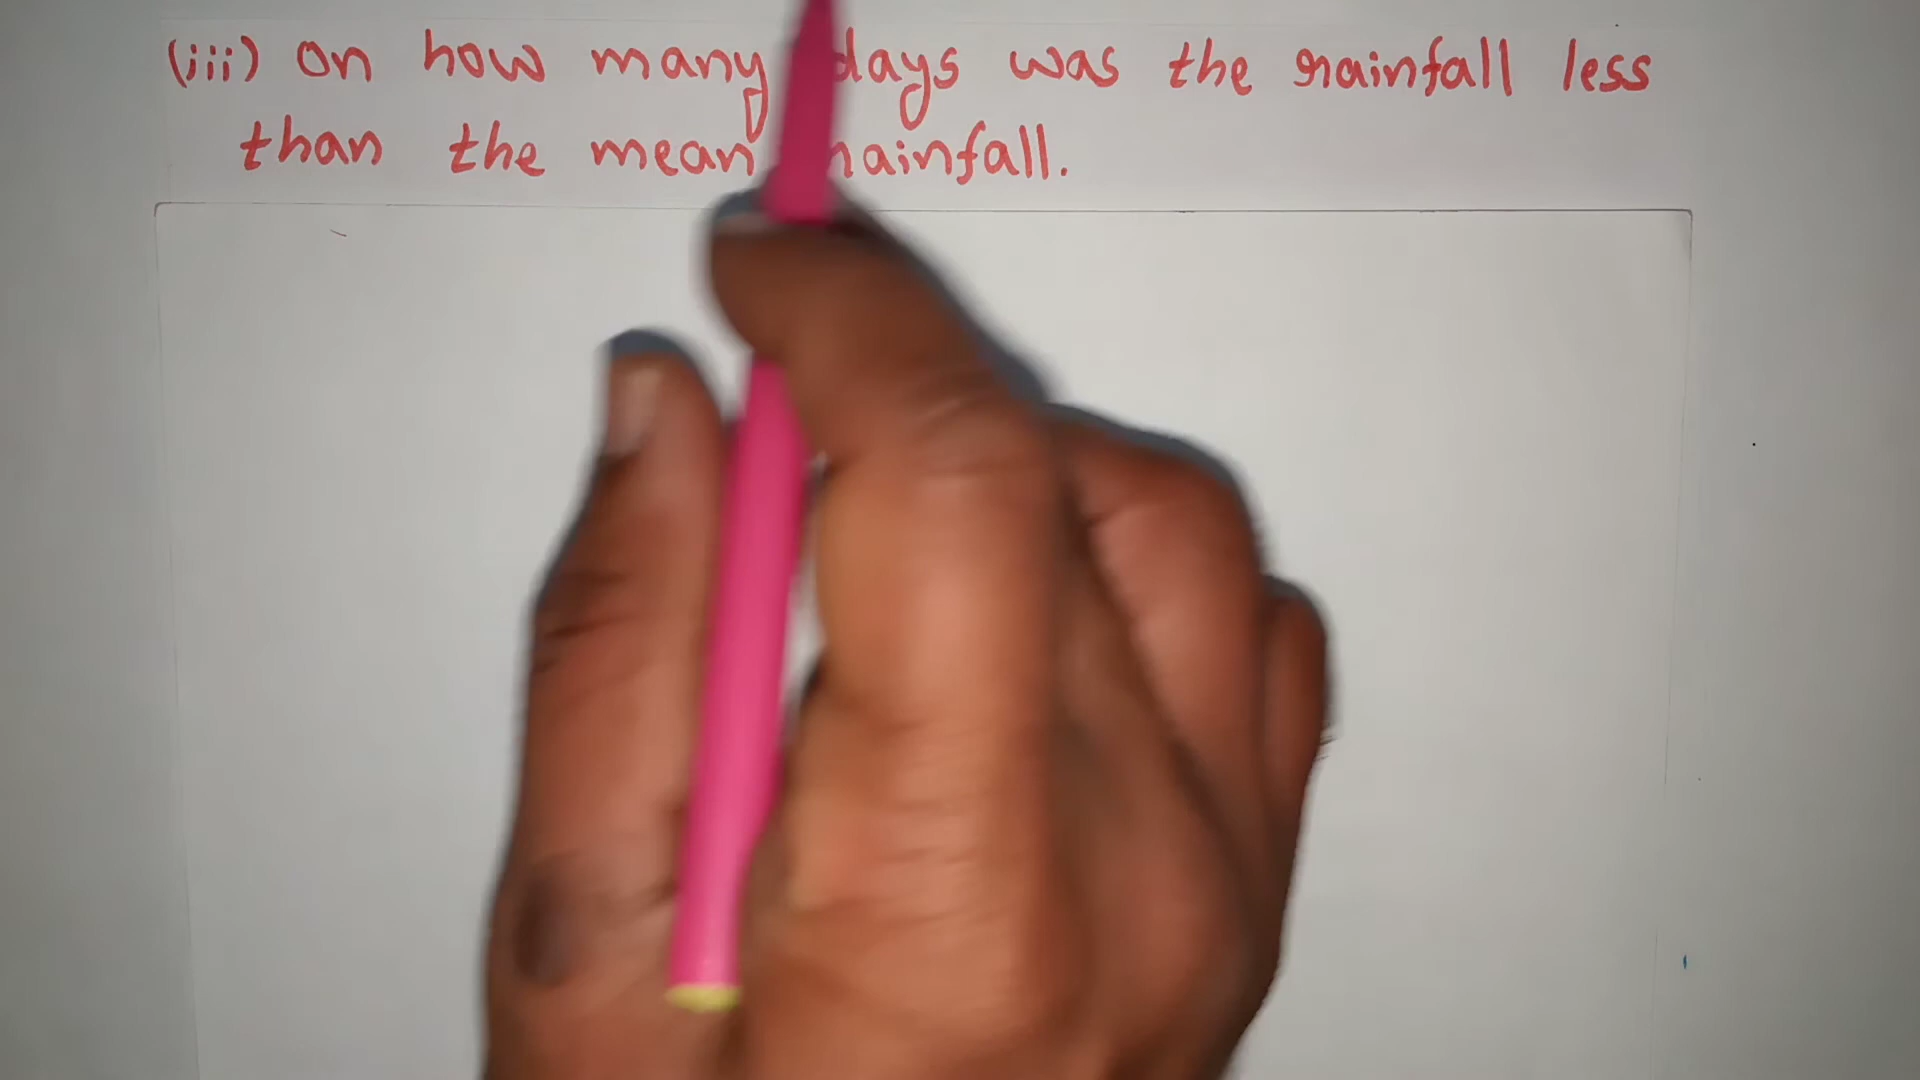 (iii) On how many days was the rainfall less
than the mean rainfall.